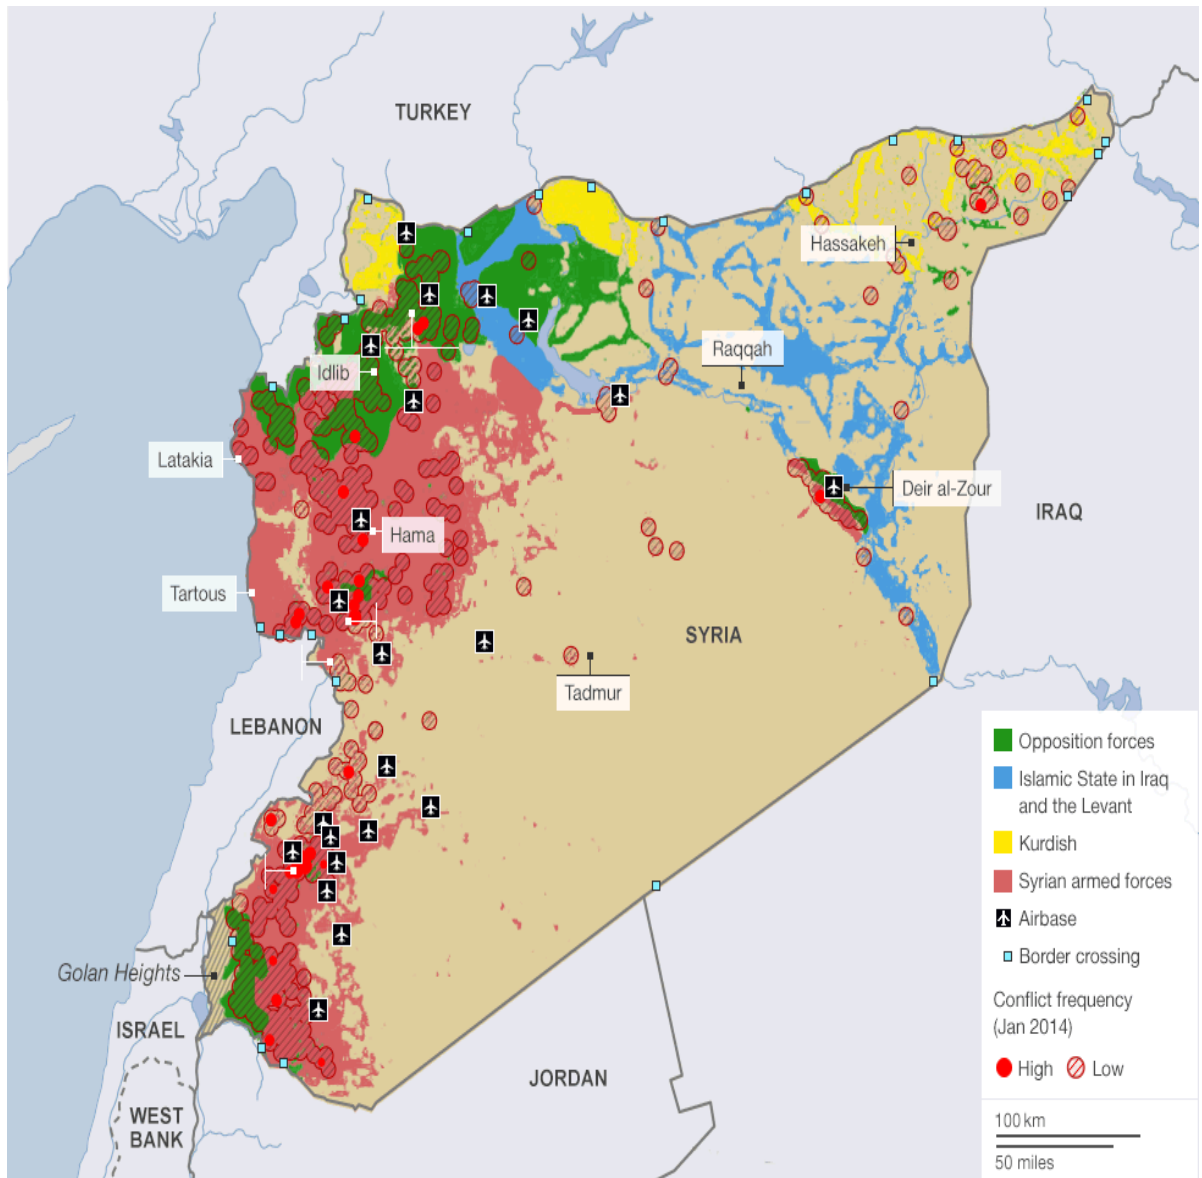 TURKEY
Hassakeh
Raqqah
Idlib
Latakia
Deir al-Zour
IRAQ
Hama
Tartous
SYRIA
Tadmur
LEBANON
Golan Heights
ISRAEL
JORDAN
WEST
BANK
Opposition forces
Islamic State in Iraq
and the Levant
Kurdish
Syrian armed forces
Airbase
Border crossing
Conflict frequency
(Jan 2014)
High Low
100 km
50 miles